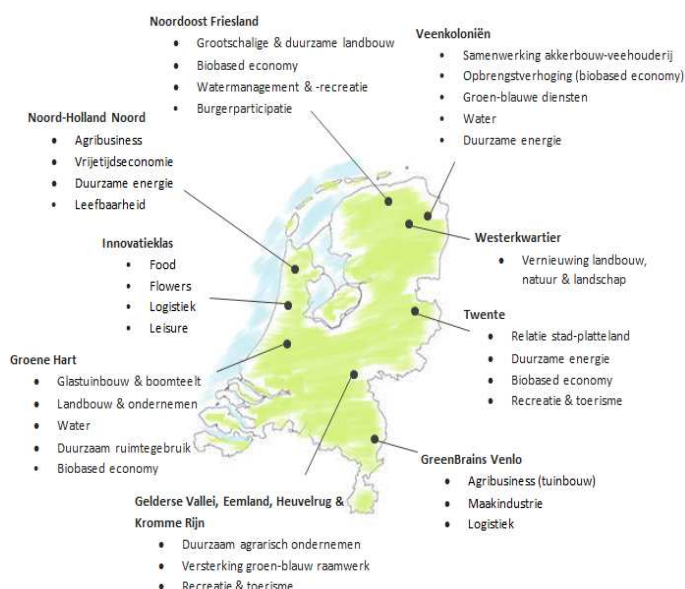 Noordoost Friesland
• Grootschalige & duurzame landbouw
• Biobased economy
• Watermanagement & -recreatie
• Burgerparticipatie
Veenkoloniën
• Samenwerking akkerbouw-veehouderij
• Opbrengstverhoging (biobased economy)
• Groen-blauwe diensten
• Water
• Duurzame energie
Noord-Holland Noord
• Agribusiness
• Vrijetijdseconomie
• Duurzame energie
• Leefbaarheid
Westerkwartier
• Vernieuwing landbouw,
natuur & landschap
Innovatieklas
• Food
• Flowers
• Logistiek
• Leisure
Twente
• Relatie stad-platteland
• Duurzame energie
• Biobased economy
• Recreatie & toerisme
Groene Hart
• Glastuinbouw & boomteelt
• Landbouw & ondernemen
• Water
• Duurzaam ruimtegebruik
• Biobased economy
GreenBrains Venlo
• Agribusiness (tuinbouw)
• Maakindustrie
• Logistiek
Gelderse Vallei, Eemland, Heuvelrug &
Kromme Rijn
• Duurzaam agrarisch ondernemen
• Versterking groen-blauw raamwerk
• Recreatie & toerisme